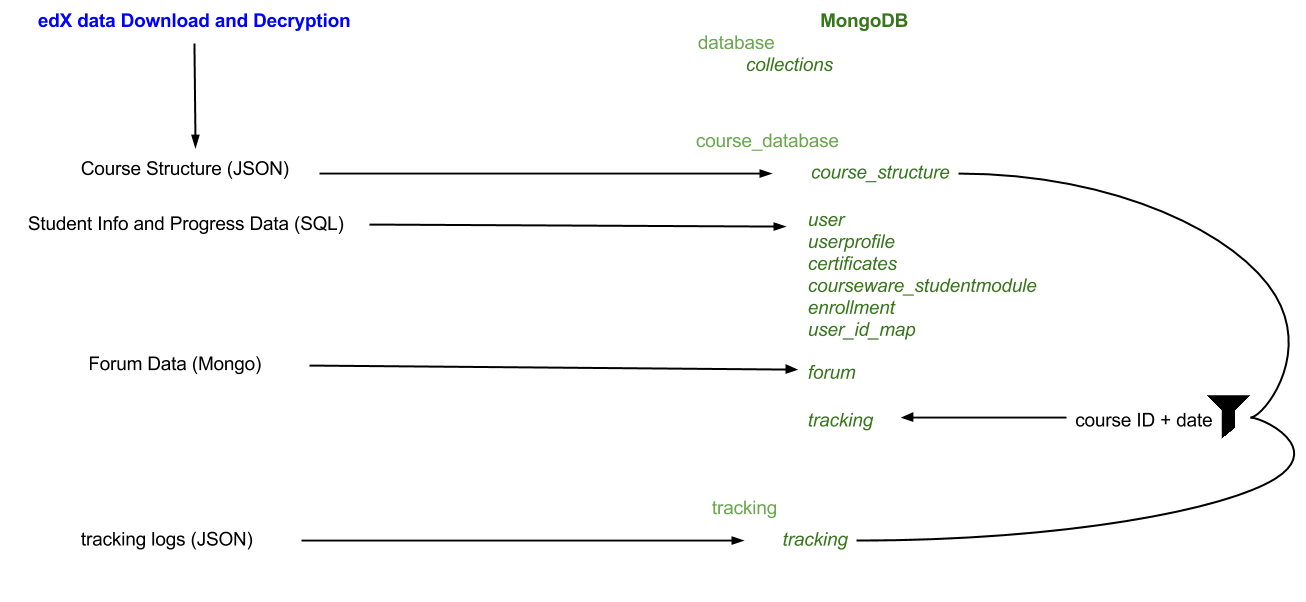 edX data Download and Decryption
MongoDB
database
collections
course_database
Course Structure (JSON)
course_structure
Student Info and Progress Data (SQL)
user
userprofile
certificates
courseware_studentmodule
enrollment
user_id_map
Forum Data (Mongo)
forum
tracking
course ID + date
tracking
tracking logs (JSON)
tracking